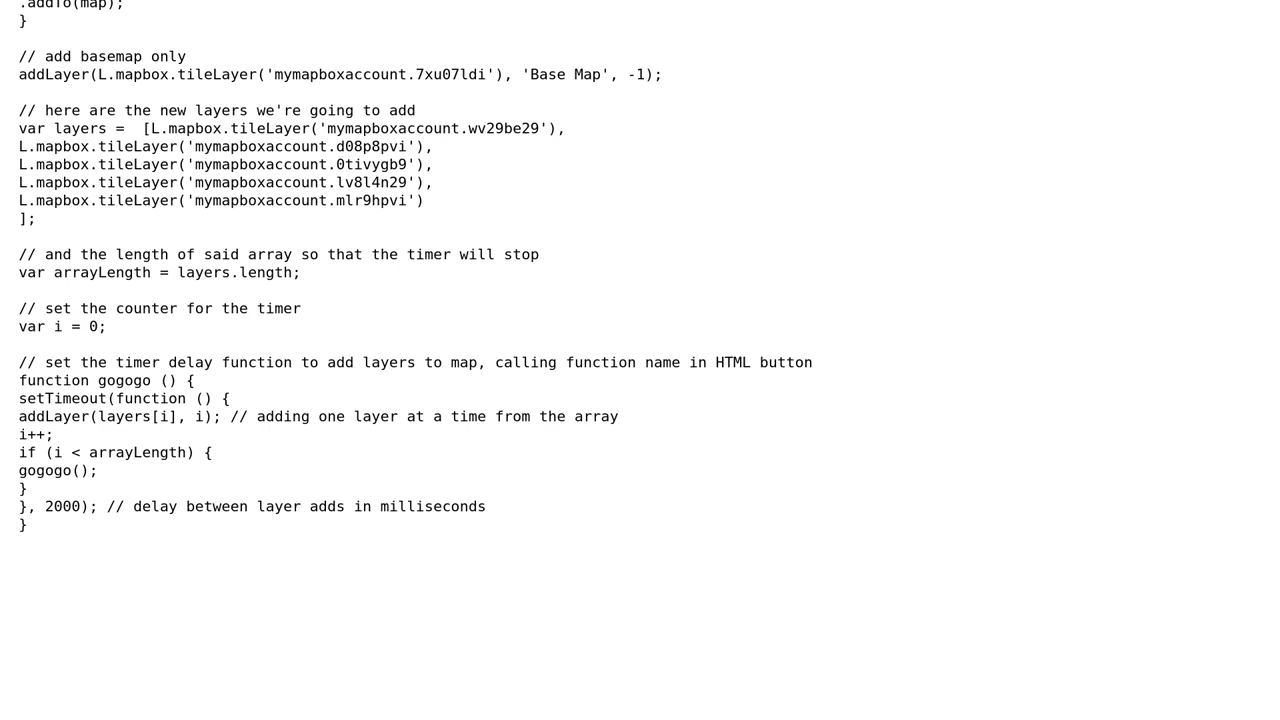 .addTo(map);
}
// add basemap only
addLayer(L.mapbox.tileLayer('mymapboxaccount.7xu07ldi'), 'Base Map', -1);
// here are the new layers we're going to add
var layers =  [L.mapbox.tileLayer('mymapboxaccount.wv29be29'),
L.mapbox.tileLayer('mymapboxaccount.d08p8pvi'),
L.mapbox.tileLayer('mymapboxaccount.0tivygb9'),
L.mapbox.tileLayer('mymapboxaccount.lv8l4n29'),
L.mapbox.tileLayer('mymapboxaccount.mlr9hpvi')
];
// and the length of said array so that the timer will stop
var arrayLength = layers.length;
// set the counter for the timer
var i = 0;
// set the timer delay function to add layers to map, calling function name in HTML button
function gogogo () {
setTimeout(function () {
addLayer(layers[i], i); // adding one layer at a time from the array
i++;
if (i < arrayLength) {
gogogo();
}
}, 2000); // delay between layer adds in milliseconds
}